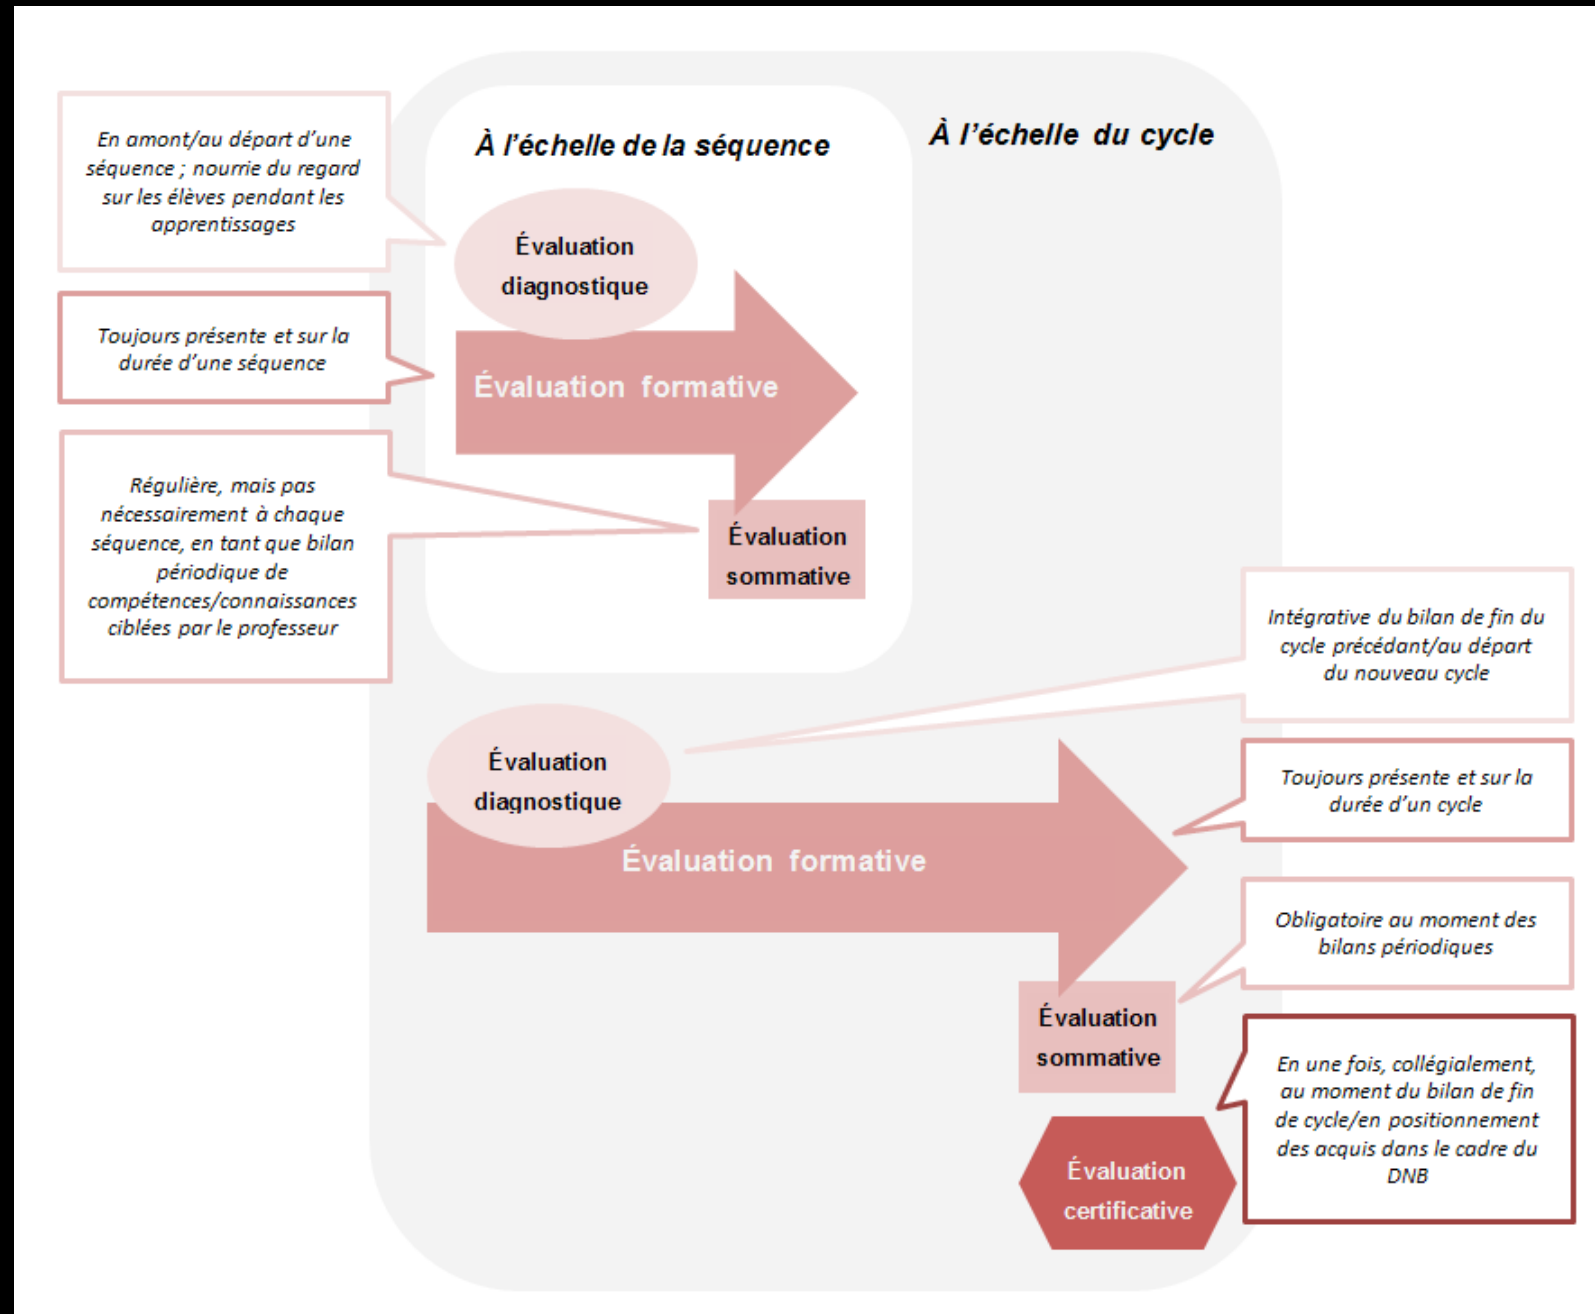 À l’échelle de la séquence
À l’échelle du cycle
En amont/au départ d’une
séquence ; nourrie du regard
sur les élèves pendant les
apprentissages
Évaluation
diagnostique
Toujours présente et sur la
durée d’une séquence
Évaluation formative
Régulière, mais pas
nécessairement à chaque
séquence, en tant que bilan
périodique de
compétences/connaissances
ciblées par le professeur
Évaluation
sommative
Intégrative du bilan de fin du
cycle précédant/au départ
du nouveau cycle
Évaluation
diagnostique
Toujours présente et sur la
durée d’un cycle
Évaluation formative
Obligatoire au moment des
bilans périodiques
Évaluation
sommative
En une fois, collégialement,
au moment du bilan de fin
de cycle/en positionnement
des acquis dans le cadre du
DNB
Évaluation
certificative